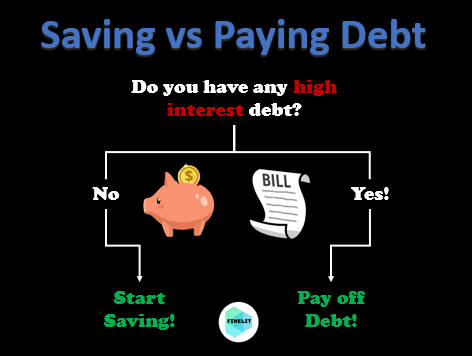 Saving vs Paying Debt
Do you have any high
interest debt?
$
BILL
No
Yes!
Start
Saving!
Pay off
Debt!
FINELIT